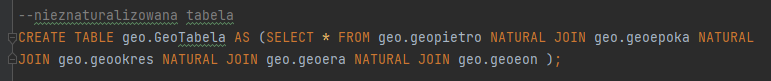 --nieznaturalizowana tabela
CREATE TABLE geo.GeoTabela AS (SELECT * FROM geo.geopietro NATURAL JOIN geo.geoepoka NATURAL
JOIN geo.geookres NATURAL JOIN geo.geoera NATURAL JOIN geo.geoeon );